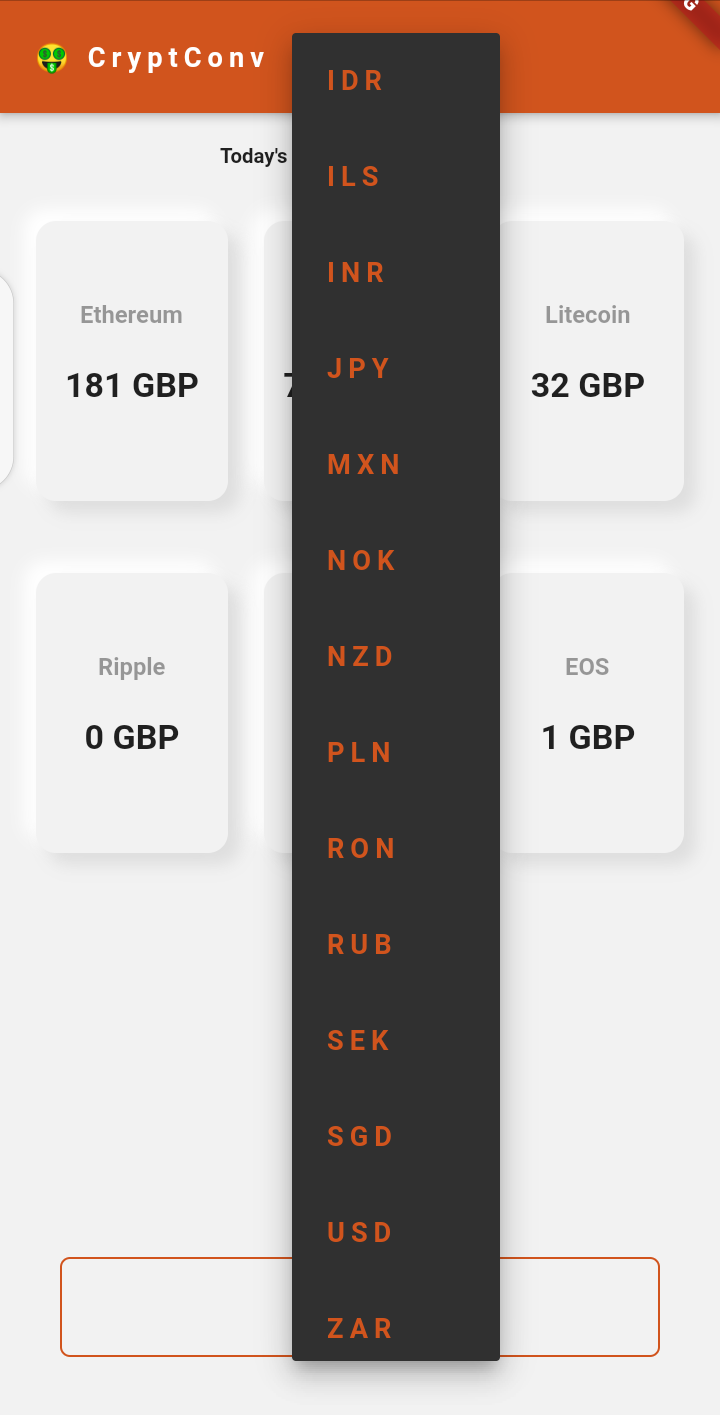 CryptConv
Today's
Ethereum
181 GBP
Litecoin
32 GBP
Ripple
0 GBP
EOS
1 GBP
IDR
ILS
INR
JPY
MXN
NOK
NZD
PLN
RON
RUB
SEK
SGD
USD
ZAR